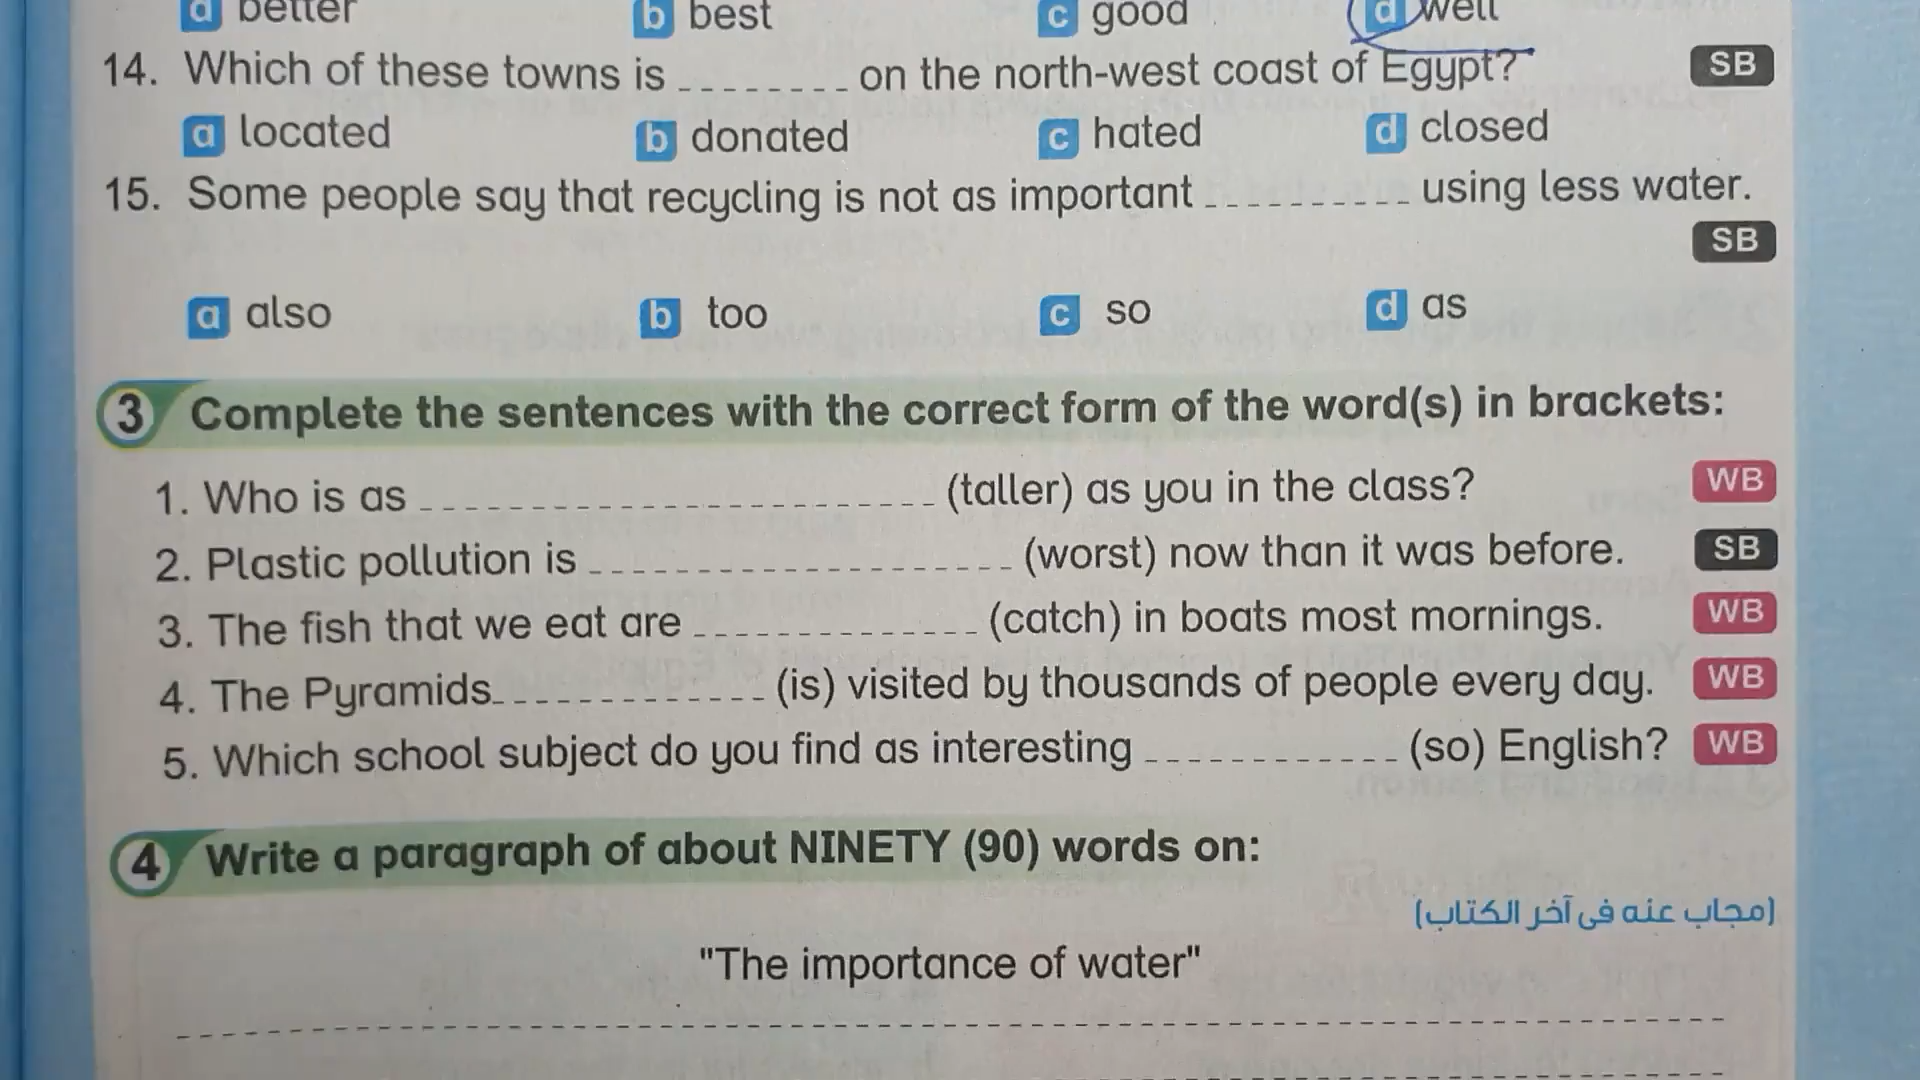 a better b best c good d well
14. Which of these towns is ________ on the north-west coast of Egypt? SB
a located b donated c hated d closed
15. Some people say that recycling is not as important __________ using less water.
SB
a also b too c so d as
3 Complete the sentences with the correct form of the word(s) in brackets:
1. Who is as ______________________ (taller) as you in the class? WB
2. Plastic pollution is __________________ (worst) now than it was before. SB
3. The fish that we eat are _____________ (catch) in boats most mornings. WB
4. The Pyramids_____________ (is) visited by thousands of people every day. WB
5. Which school subject do you find as interesting ____________ (so) English? WB
4 Write a paragraph of about NINETY (90) words on:
(مجاب عنه فى آخر الكتاب)
"The importance of water"